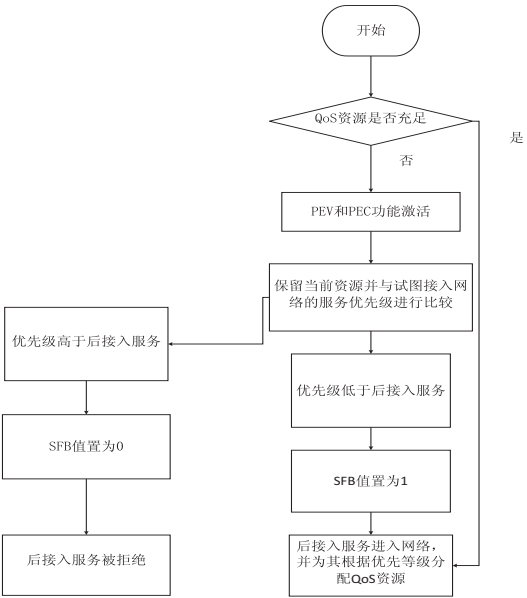 开始
QoS资源是否充足
是
否
PEV和PEC功能激活
保留当前资源并与试图接入网
络的服务优先级进行比较
优先级高于后接入服务
优先级低于后接入服务
SFB值置为0
SFB值置为1
后接入服务被拒绝
后接入服务进入网络，
并为其根据优先等级分
配QoS资源